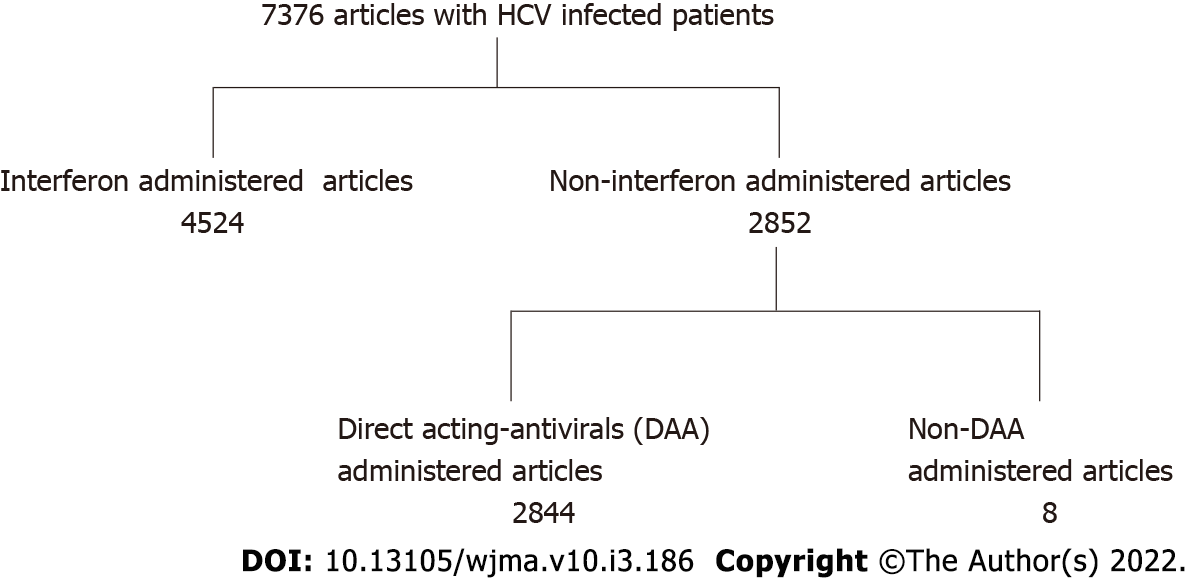 7376 articles with HCV infected patients
Interferon administered articles
4524
Non-interferon administered articles
2852
Direct acting-antivirals (DAA)
administered articles
2844
Non-DAA
administered articles
8
DOI: 10.13105/wjma.v10.i3.186 Copyright ©The Author(s) 2022.